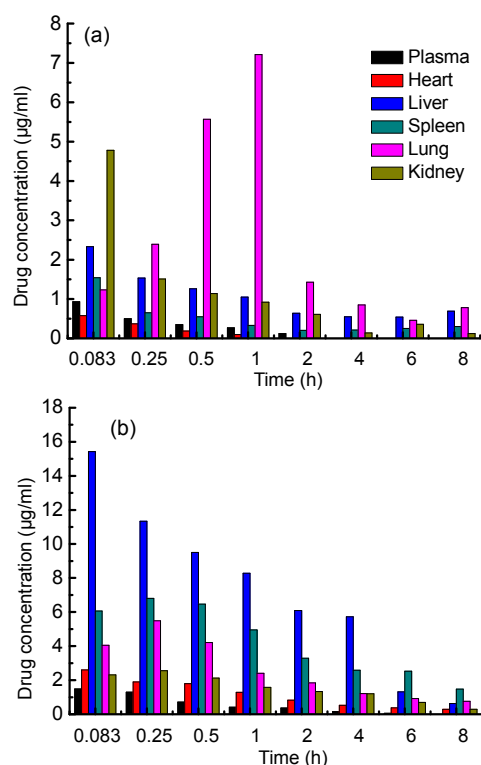 (a)
Plasma
Heart
Liver
Spleen
Lung
Kidney
Drug concentration (μg/ml)
8
7
6
5
4
3
2
1
0
0.083 0.25 0.5 1 2 4 6 8
Time (h)
(b)
Drug concentration (μg/ml)
18
16
14
12
10
8
6
4
2
0
0.083 0.25 0.5 1 2 4 6 8
Time (h)